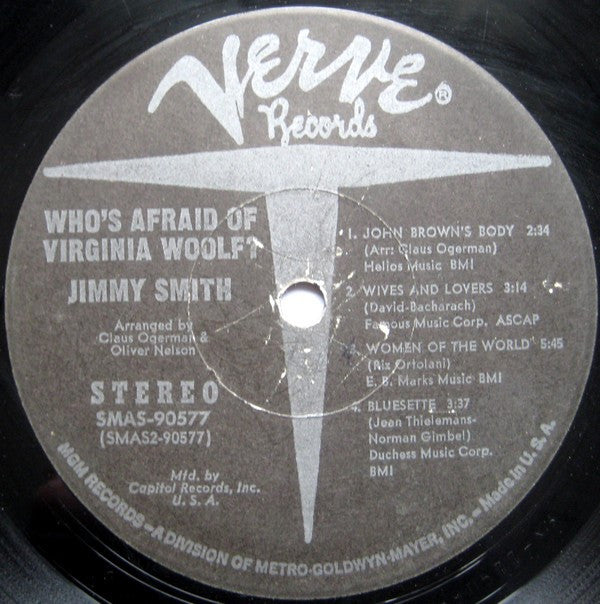 Verve®
Records
WHO'S AFRAID OF
VIRGINIA WOOLF?
JIMMY SMITH
Arranged by
Claus Ogerman &
Oliver Nelson
STEREO
SMAS-90577
(SMAS2-90577)
Mfd. by
Capitol Records, Inc.
U. S. A.
1. JOHN BROWN'S BODY 2:34
(Arr: Claus Ogerman)
Helios Music BMI
2. WIVES AND LOVERS 3:14
(David-Bacharach)
Famous Music Corp. ASCAP
3. WOMEN OF THE WORLD 5:45
(Rix Ortolani)
E. B. Marks Music BMI
4. BLUESETTE 3:37
(Jean Thielemans-
Norman Gimbel)
Duchess Music Corp.
BMI
MGM RECORDS – A DIVISION OF METRO-GOLDWYN-MAYER, INC. – Made in U. S. A.